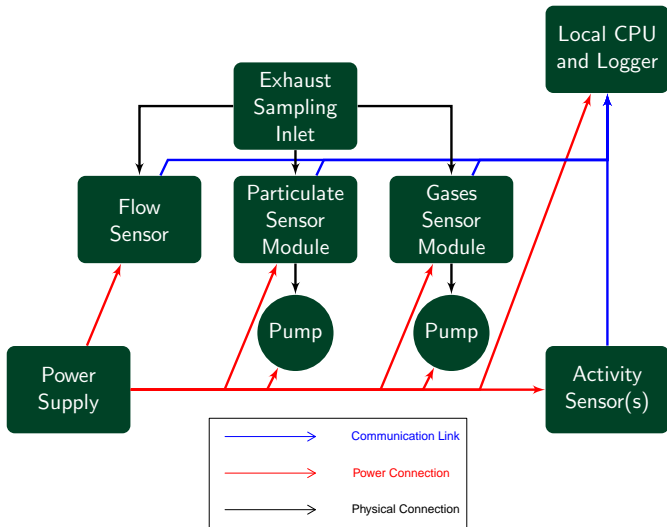 Local CPU
and Logger
Exhaust
Sampling
Inlet
Flow
Sensor
Particulate
Sensor
Module
Gases
Sensor
Module
Pump
Pump
Power
Supply
Activity
Sensor(s)
Communication Link
Power Connection
Physical Connection